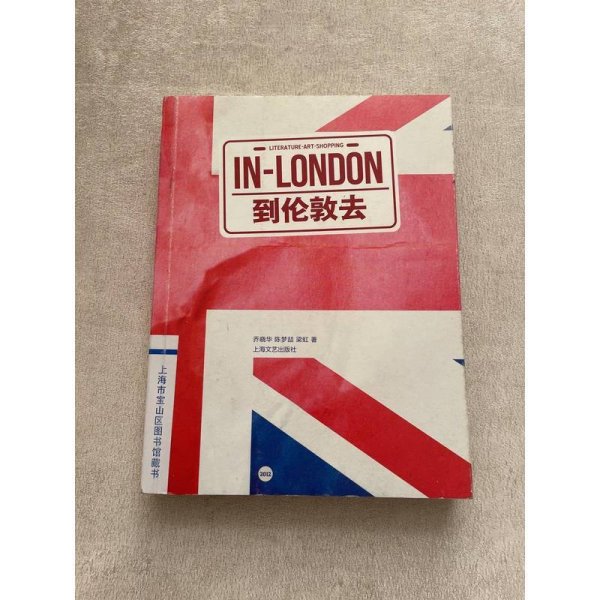 LITERATURE·ART·SHOPPING
IN-LONDON
到伦敦去
乔晓华 陈梦喆 梁虹 著
上海文艺出版社
上海市宝山区图书馆藏书
2012